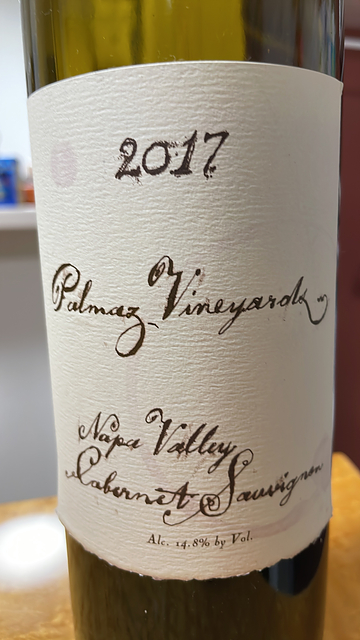 2017
Palmaz Vineyards
Napa Valley
Cabernet Sauvignon
Alc. 14.8% by Vol.